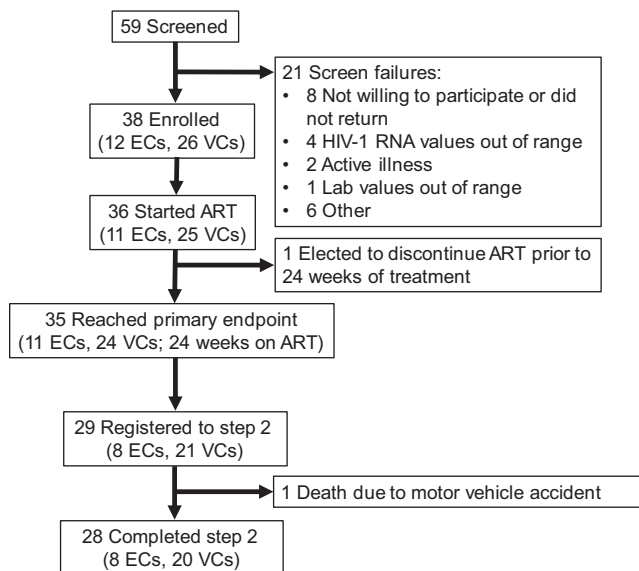 59 Screened
21 Screen failures:
• 8 Not willing to participate or did
not return
• 4 HIV-1 RNA values out of range
• 2 Active illness
• 1 Lab values out of range
• 6 Other
38 Enrolled
(12 ECs, 26 VCs)
36 Started ART
(11 ECs, 25 VCs)
1 Elected to discontinue ART prior to
24 weeks of treatment
35 Reached primary endpoint
(11 ECs, 24 VCs; 24 weeks on ART)
29 Registered to step 2
(8 ECs, 21 VCs)
1 Death due to motor vehicle accident
28 Completed step 2
(8 ECs, 20 VCs)